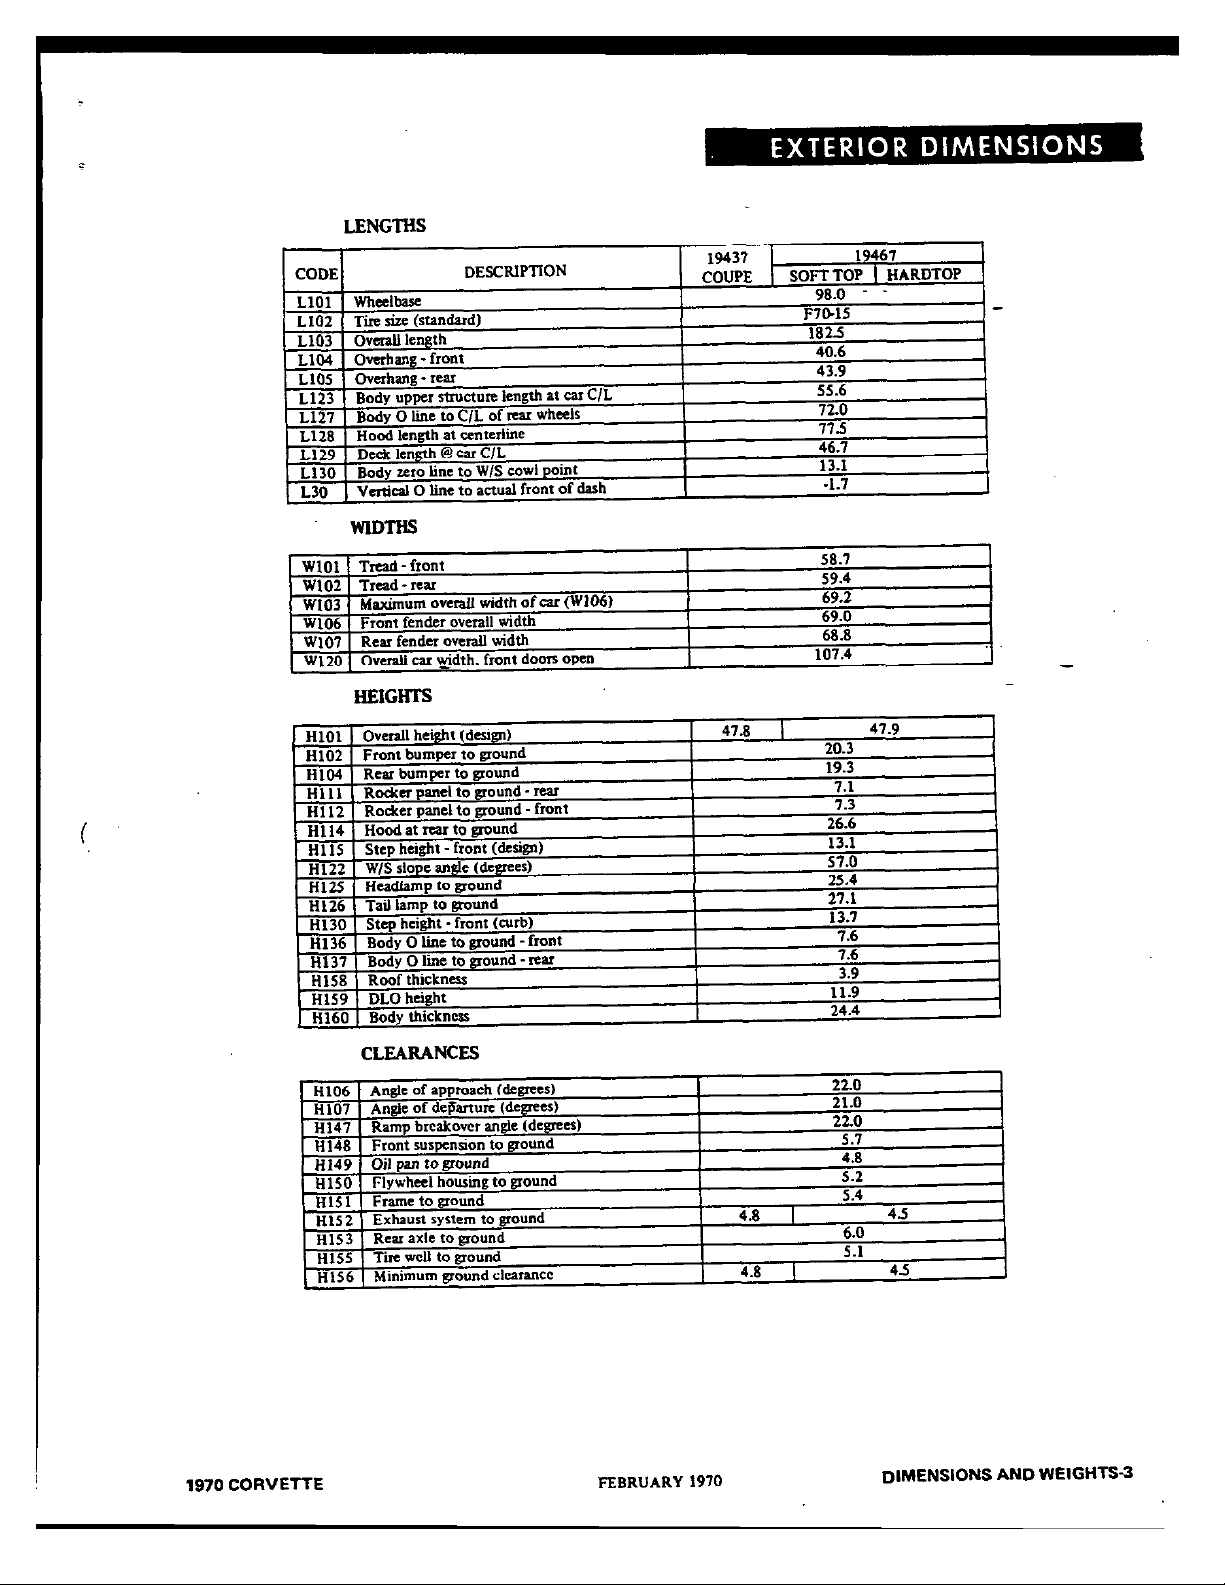 EXTERIOR DIMENSIONS
LENGTHS
CODE DESCRIPTION 19437 COUPE 19467 SOFT TOP HARDTOP
L101 Wheelbase 98.0
L102 Tire size (standard) F70-15
L103 Overall length 182.5
L104 Overhang - front 40.6
L105 Overhang - rear 43.9
L123 Body upper structure length at car C/L 55.6
L127 Body O line to C/L of rear wheels 72.0
L128 Hood length at centerline 77.5
L129 Deck length @ car C/L 46.7
L130 Body zero line to W/S cowl point 13.1
L30 Vertical O line to actual front of dash -1.7
WIDTHS
W101 Tread - front 58.7
W102 Tread - rear 59.4
W103 Maximum overall width of car (W106) 69.2
W106 Front fender overall width 69.0
W107 Rear fender overall width 68.8
W120 Overall car width. front doors open 107.4
HEIGHTS
H101 Overall height (design) 47.8 47.9
H102 Front bumper to ground 20.3
H104 Rear bumper to ground 19.3
H111 Rocker panel to ground - rear 7.1
H112 Rocker panel to ground - front 7.3
H114 Hood at rear to ground 26.6
H115 Step height - front (design) 13.1
H122 W/S slope angle (degrees) 57.0
H125 Headlamp to ground 25.4
H126 Tail lamp to ground 27.1
H130 Step height - front (curb) 13.7
H136 Body O line to ground - front 7.6
H137 Body O line to ground - rear 7.6
H158 Roof thickness 3.9
H159 DLO height 11.9
H160 Body thickness 24.4
CLEARANCES
H106 Angle of approach (degrees) 22.0
H107 Angle of departure (degrees) 21.0
H147 Ramp breakover angle (degrees) 22.0
H148 Front suspension to ground 5.7
H149 Oil pan to ground 4.8
H150 Flywheel housing to ground 5.2
H151 Frame to ground 5.4
H152 Exhaust system to ground 4.8 4.5
H153 Rear axle to ground 6.0
H155 Tire well to ground 5.1
H156 Minimum ground clearance 4.8 4.5
1970 CORVETTE FEBRUARY 1970 DIMENSIONS AND WEIGHTS-3